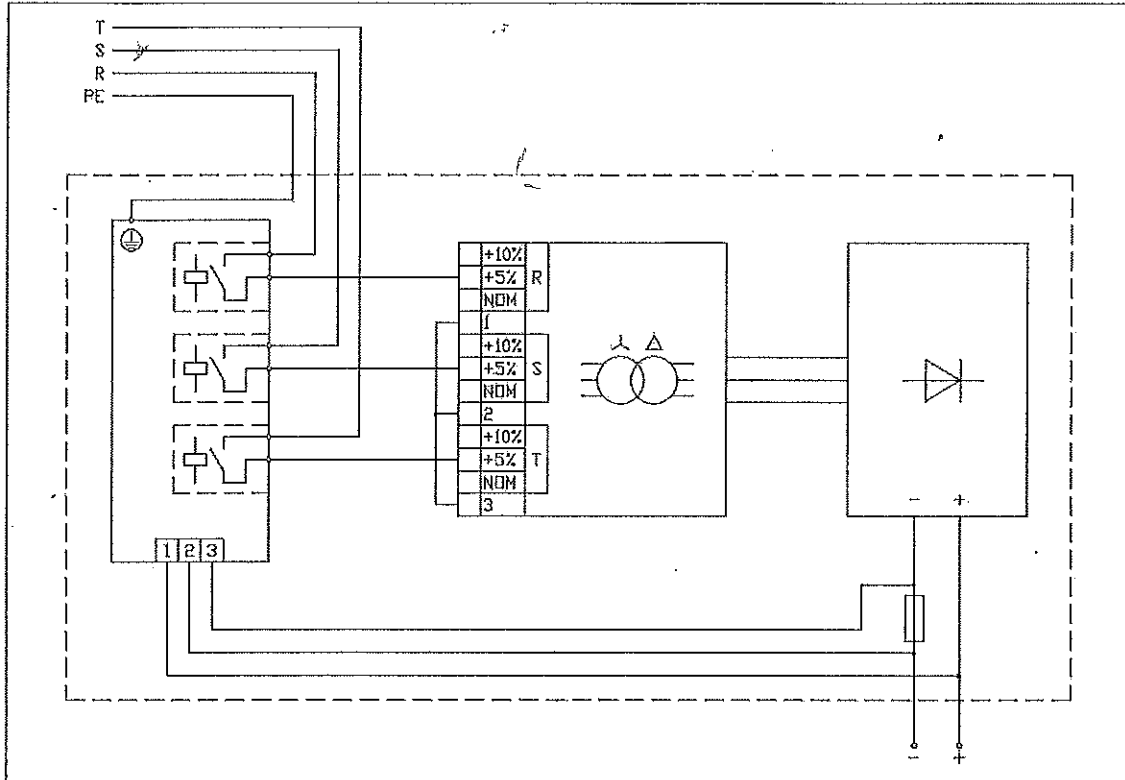 T
S
R
PE
+10%
+5% R
NOM
1
+10%
+5% S
NOM
2
+10%
+5% T
NOM
3
- +
1 2 3
- +